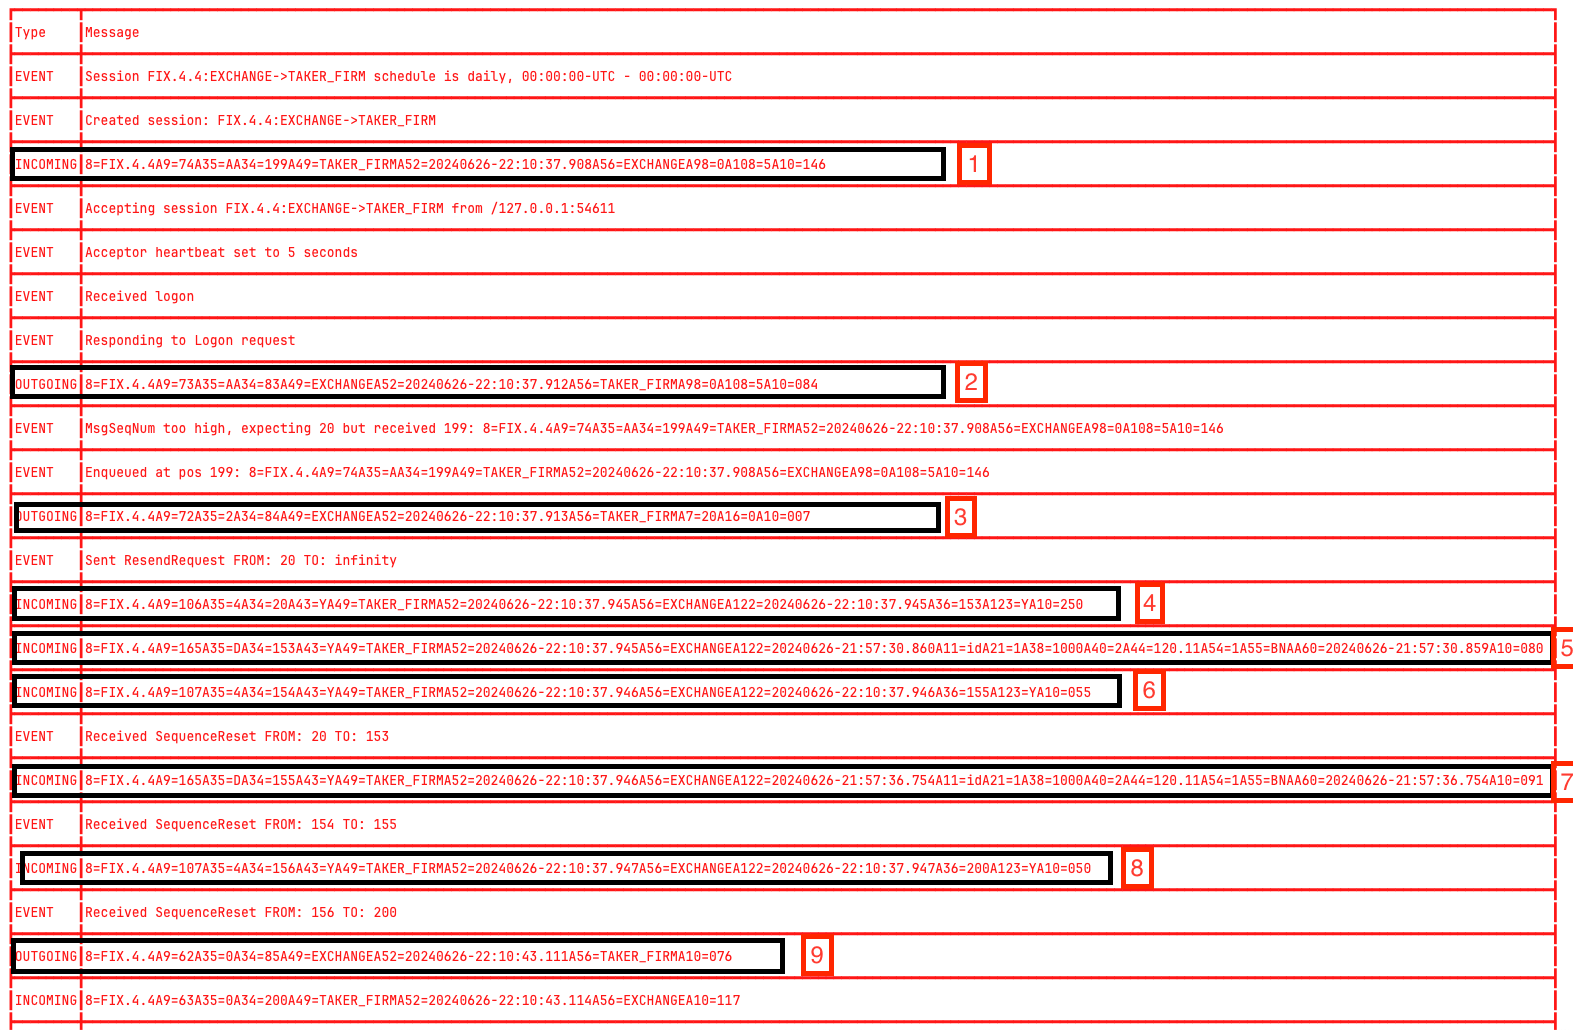 Type Message
EVENT Session FIX.4.4:EXCHANGE->TAKER_FIRM schedule is daily, 00:00:00-UTC - 00:00:00-UTC
EVENT Created session: FIX.4.4:EXCHANGE->TAKER_FIRM
INCOMING 8=FIX.4.4A9=74A35=AA34=199A49=TAKER_FIRMA52=20240626-22:10:37.908A56=EXCHANGEA98=0A108=5A10=146 1
EVENT Accepting session FIX.4.4:EXCHANGE->TAKER_FIRM from /127.0.0.1:54611
EVENT Acceptor heartbeat set to 5 seconds
EVENT Received logon
EVENT Responding to Logon request
OUTGOING 8=FIX.4.4A9=73A35=AA34=83A49=EXCHANGEA52=20240626-22:10:37.912A56=TAKER_FIRMA98=0A108=5A10=084 2
EVENT MsgSeqNum too high, expecting 20 but received 199: 8=FIX.4.4A9=74A35=AA34=199A49=TAKER_FIRMA52=20240626-22:10:37.908A56=EXCHANGEA98=0A108=5A10=146
EVENT Enqueued at pos 199: 8=FIX.4.4A9=74A35=AA34=199A49=TAKER_FIRMA52=20240626-22:10:37.908A56=EXCHANGEA98=0A108=5A10=146
OUTGOING 8=FIX.4.4A9=72A35=2A34=84A49=EXCHANGEA52=20240626-22:10:37.913A56=TAKER_FIRMA7=20A16=0A10=007 3
EVENT Sent ResendRequest FROM: 20 TO: infinity
INCOMING 8=FIX.4.4A9=106A35=4A34=20A43=YA49=TAKER_FIRMA52=20240626-22:10:37.945A56=EXCHANGEA122=20240626-22:10:37.945A36=153A123=YA10=250 4
INCOMING 8=FIX.4.4A9=165A35=DA34=153A43=YA49=TAKER_FIRMA52=20240626-22:10:37.945A56=EXCHANGEA122=20240626-21:57:30.860A11=idA21=1A38=1000A40=2A44=120.11A54=1A55=BNAA60=20240626-21:57:30.859A10=080 5
INCOMING 8=FIX.4.4A9=107A35=4A34=154A43=YA49=TAKER_FIRMA52=20240626-22:10:37.946A56=EXCHANGEA122=20240626-22:10:37.946A36=155A123=YA10=055 6
EVENT Received SequenceReset FROM: 20 TO: 153
INCOMING 8=FIX.4.4A9=165A35=DA34=155A43=YA49=TAKER_FIRMA52=20240626-22:10:37.946A56=EXCHANGEA122=20240626-21:57:36.754A11=idA21=1A38=1000A40=2A44=120.11A54=1A55=BNAA60=20240626-21:57:36.754A10=091 7
EVENT Received SequenceReset FROM: 154 TO: 155
INCOMING 8=FIX.4.4A9=107A35=4A34=156A43=YA49=TAKER_FIRMA52=20240626-22:10:37.947A56=EXCHANGEA122=20240626-22:10:37.947A36=200A123=YA10=050 8
EVENT Received SequenceReset FROM: 156 TO: 200
OUTGOING 8=FIX.4.4A9=62A35=0A34=85A49=EXCHANGEA52=20240626-22:10:43.111A56=TAKER_FIRMA10=076 9
INCOMING 8=FIX.4.4A9=63A35=0A34=200A49=TAKER_FIRMA52=20240626-22:10:43.114A56=EXCHANGEA10=117